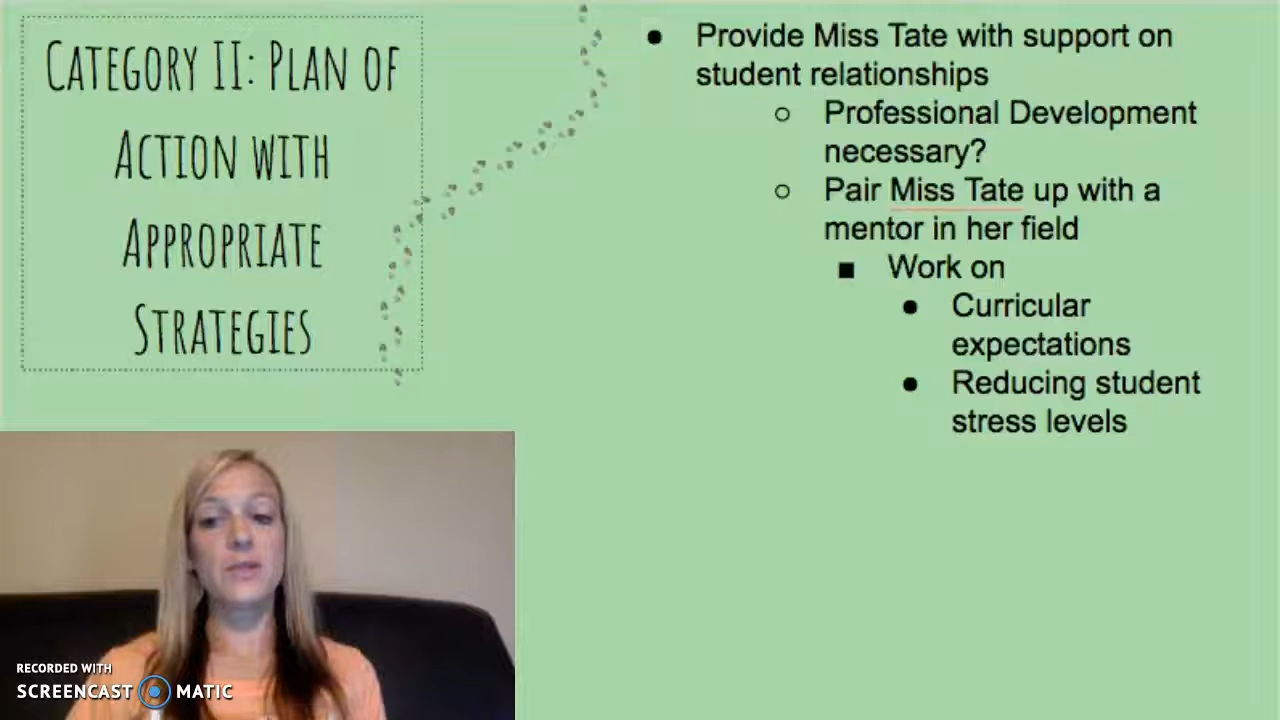 CATEGORY II: PLAN OF
ACTION WITH
APPROPRIATE
STRATEGIES
Provide Miss Tate with support on
student relationships
Professional Development
necessary?
Pair Miss Tate up with a
mentor in her field
Work on
Curricular
expectations
Reducing student
stress levels
RECORDED WITH
SCREENCAST MATIC